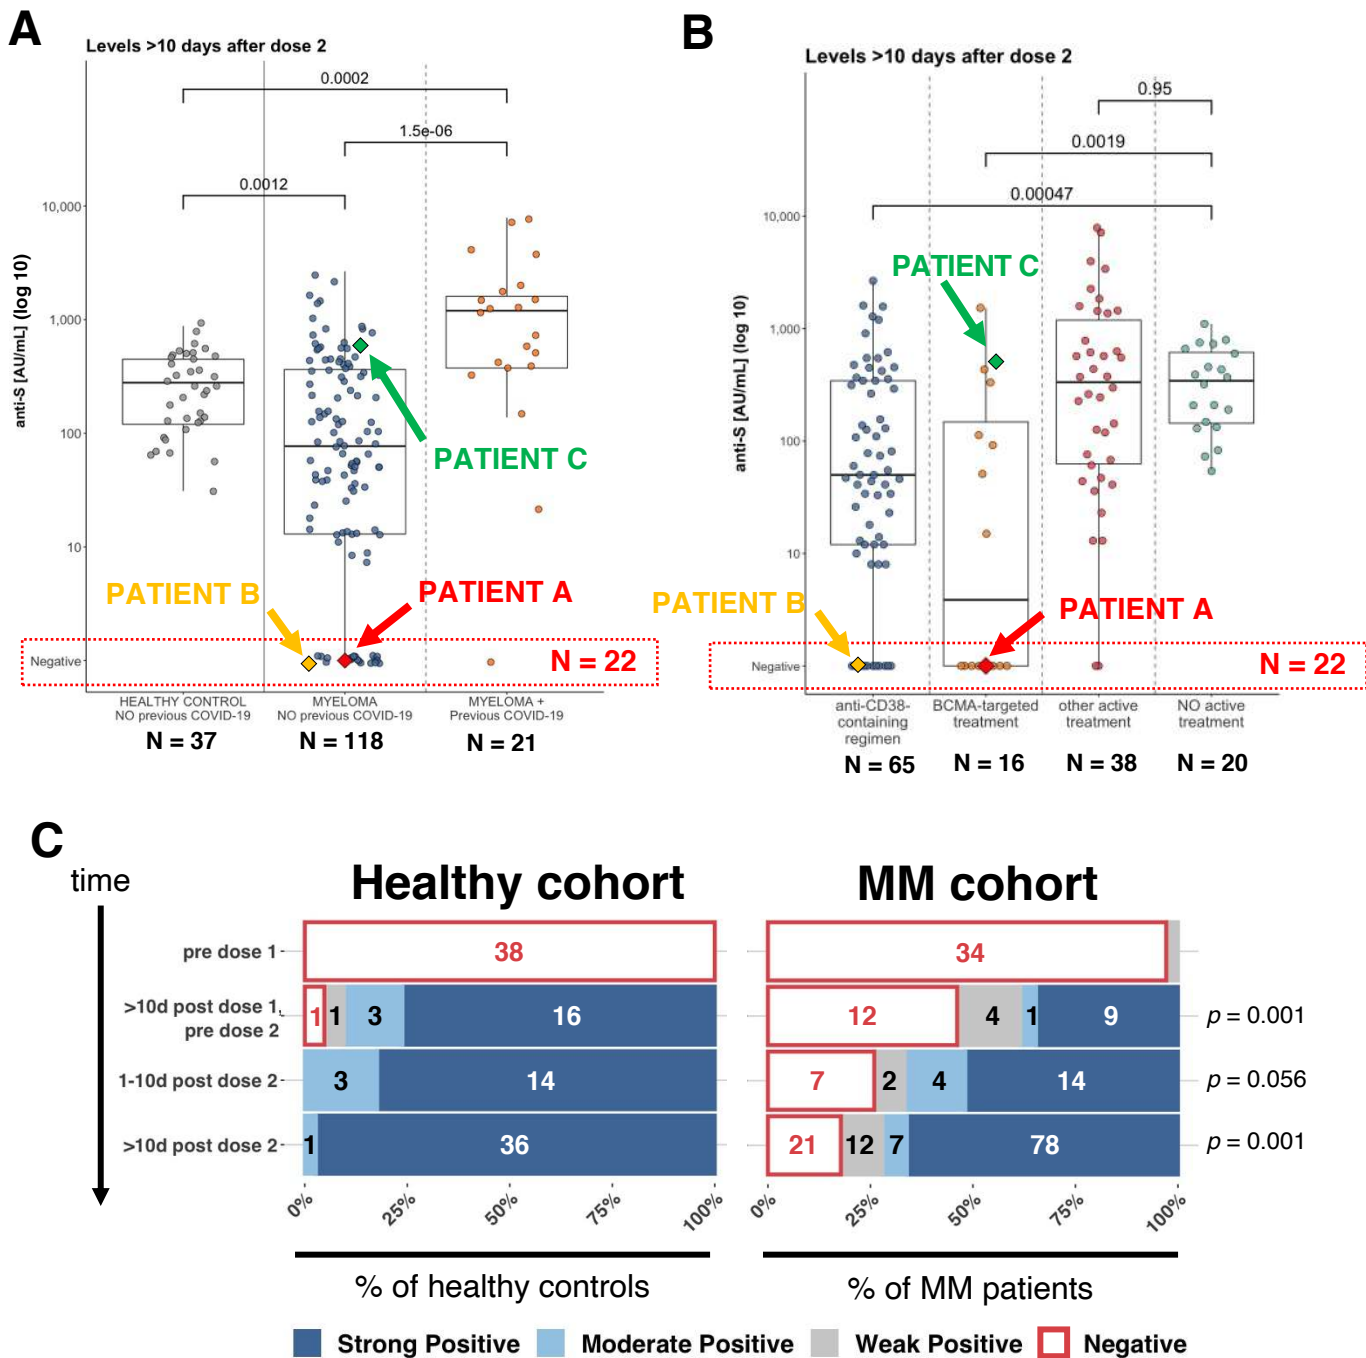 A
Levels >10 days after dose 2
0.0002
1.5e-06
0.0012
10,000
1,000
100
10
Negative
anti-S [AU/mL] (log 10)
PATIENT C
PATIENT B
PATIENT A
N = 22
HEALTHY CONTROL
NO previous COVID-19
N = 37
MYELOMA
NO previous COVID-19
N = 118
MYELOMA +
Previous COVID-19
N = 21
B
Levels >10 days after dose 2
0.95
0.0019
0.00047
10,000
1,000
100
10
Negative
anti-S [AU/mL] (log 10)
PATIENT C
PATIENT B
PATIENT A
N = 22
anti-CD38-
containing
regimen
N = 65
BCMA-targeted
treatment
N = 16
other active
treatment
N = 38
NO active
treatment
N = 20
C
time
Healthy cohort
MM cohort
pre dose 1
38
34
>10d post dose 1,
pre dose 2
1 1 3 16
12 4 1 9
p = 0.001
1-10d post dose 2
3 14
7 2 4 14
p = 0.056
>10d post dose 2
1 36
21 12 7 78
p = 0.001
0% 25% 50% 75% 100%
0% 25% 50% 75% 100%
% of healthy controls
% of MM patients
Strong Positive Moderate Positive Weak Positive Negative